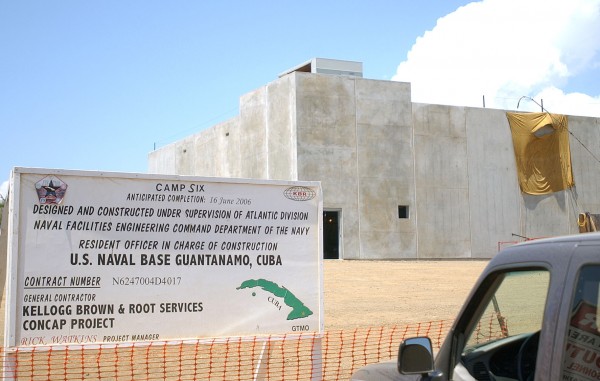 CAMP SIX
ANTICIPATED COMPLETION: 16 june 2006
DESIGNED AND CONSTRUCTED UNDER SUPERVISION OF ATLANTIC DIVISION
NAVAL FACILITIES ENGINEERING COMMAND DEPARTMENT OF THE NAVY
RESIDENT OFFICER IN CHARGE OF CONSTRUCTION
U.S. NAVAL BASE GUANTANAMO, CUBA
CONTRACT NUMBER N6247004D4017
GENERAL CONTRACTOR
KELLOGG BROWN & ROOT SERVICES
CONCAP PROJECT
RICK WATKINS PROJECT MANAGER
KBR
CUBA
GTMO